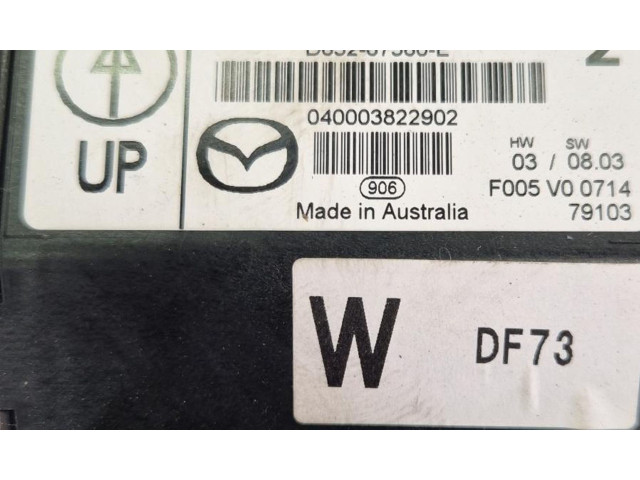 UP
040003822902
HW SW
03 / 08.03
906
F005 V0 0714
Made in Australia
79103
W
DF73